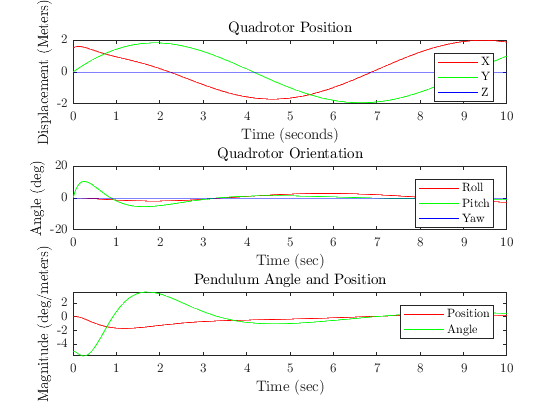 Quadrotor Position
Displacement (Meters)
2
0
-2
0 1 2 3 4 5 6 7 8 9 10
Time (seconds)
X
Y
Z
Quadrotor Orientation
Angle (deg)
20
0
-20
0 1 2 3 4 5 6 7 8 9 10
Time (sec)
Roll
Pitch
Yaw
Pendulum Angle and Position
Magnitude (deg/meters)
2
0
-2
-4
0 1 2 3 4 5 6 7 8 9 10
Time (sec)
Position
Angle